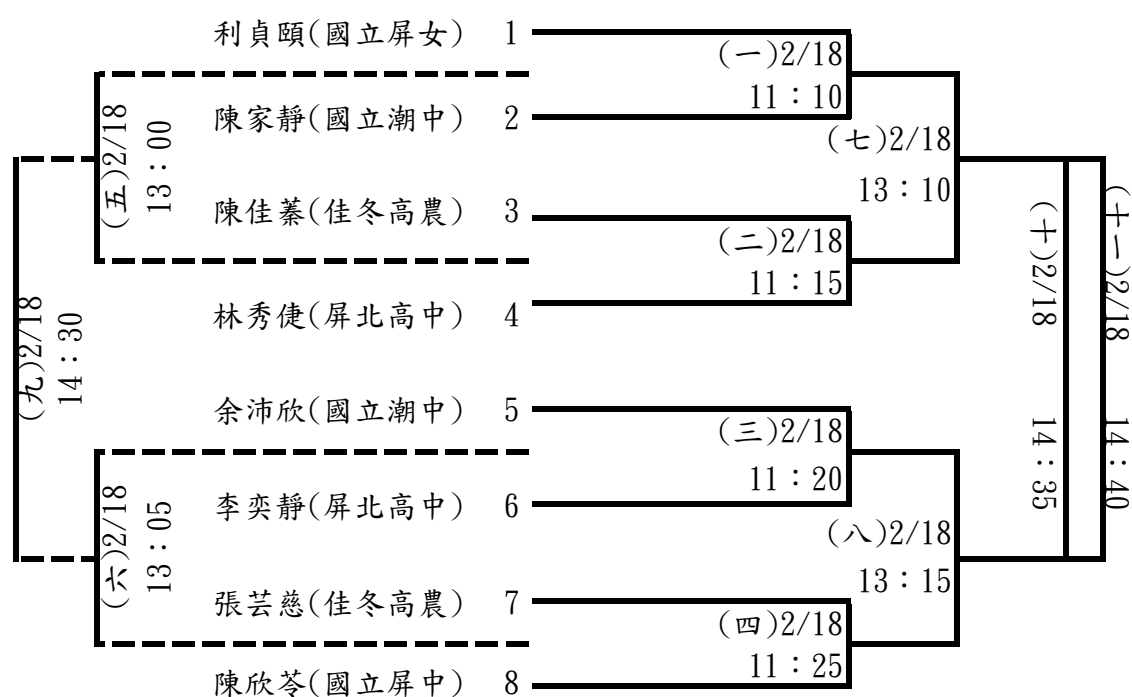 利貞頤(國立屏女) 1
(一)2/18
11：10
陳家靜(國立潮中) 2
(五)2/18
13：00
(七)2/18
13：10
陳佳蓁(佳冬高農) 3
(二)2/18
11：15
林秀倢(屏北高中) 4
(九)2/18
14：30
(十)2/18 14：35
(十一)2/18 14：40
余沛欣(國立潮中) 5
(三)2/18
11：20
李奕靜(屏北高中) 6
(六)2/18
13：05
(八)2/18
13：15
張芸慈(佳冬高農) 7
(四)2/18
11：25
陳欣苓(國立屏中) 8